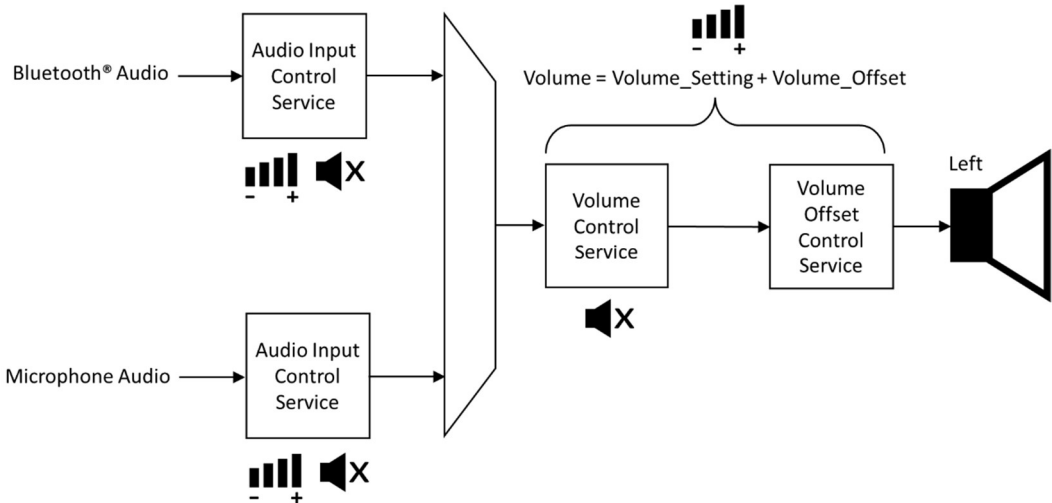 Bluetooth® Audio
Audio Input
Control
Service
- +
X
Microphone Audio
Audio Input
Control
Service
- +
X
- +
Volume = Volume_Setting + Volume_Offset
Volume
Control
Service
X
Volume
Offset
Control
Service
Left